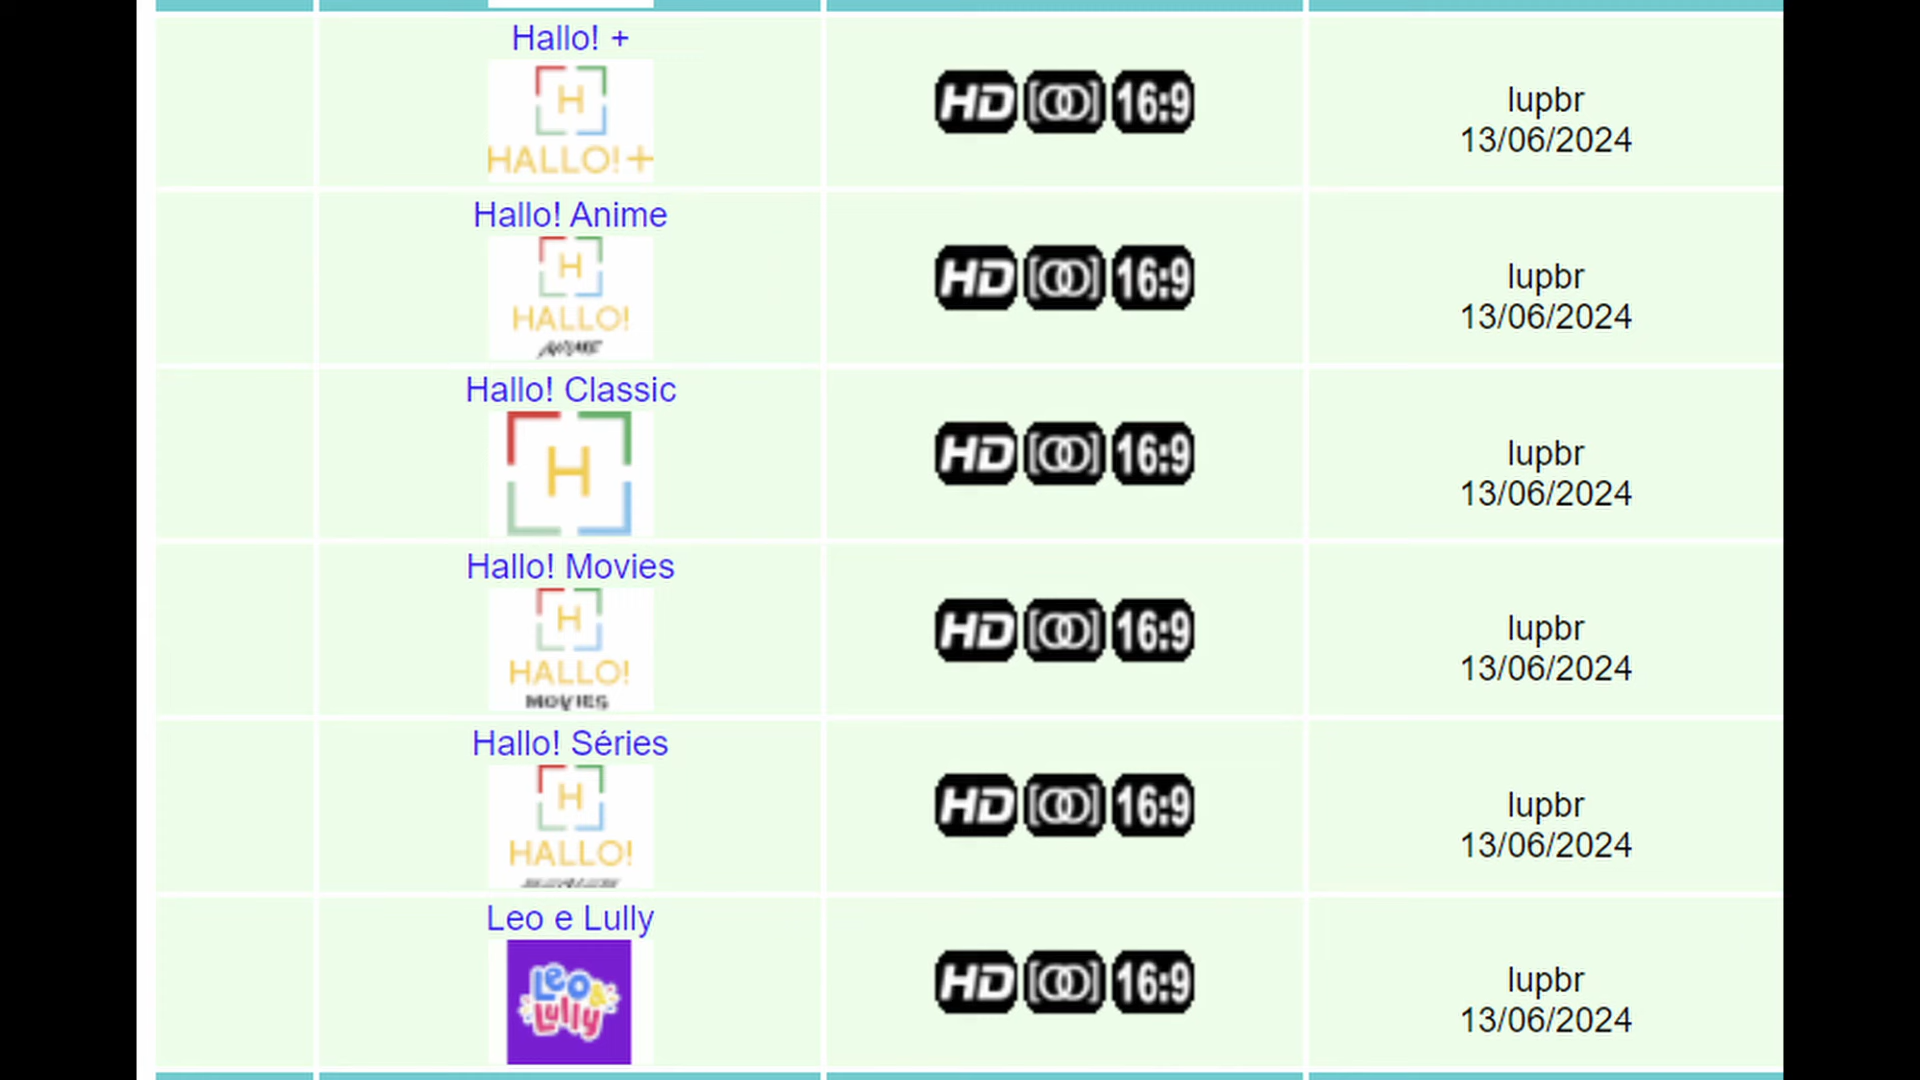 Hallo! +
H
HALLO!+
HD 16:9
lupbr
13/06/2024
Hallo! Anime
H
HALLO!
ANIME
HD 16:9
lupbr
13/06/2024
Hallo! Classic
H
HD 16:9
lupbr
13/06/2024
Hallo! Movies
H
HALLO!
MOVIES
HD 16:9
lupbr
13/06/2024
Hallo! Séries
H
HALLO!
HD 16:9
lupbr
13/06/2024
Leo e Lully
Leo &
Lully
HD 16:9
lupbr
13/06/2024